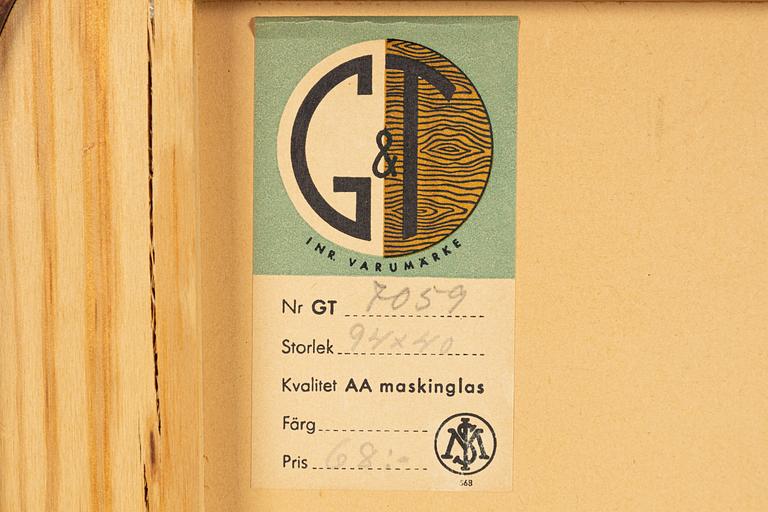 G&T
INR. VARUMÄRKE
Nr GT 7059
Storlek 94x40
Kvalitet AA maskinglas
Färg
Pris 68:-
568